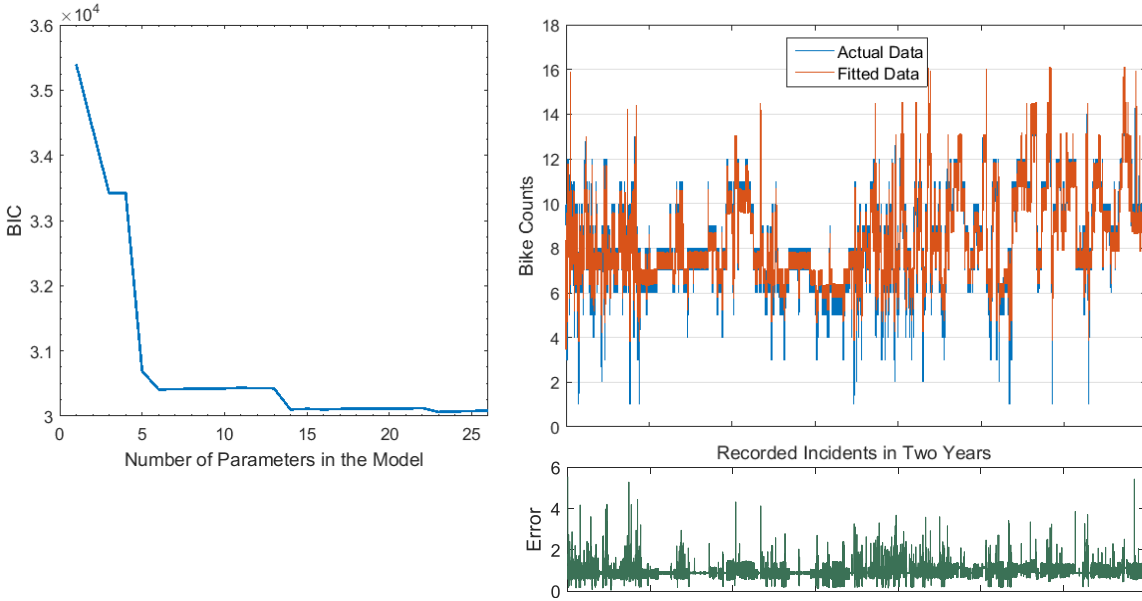 ×10⁴
3.6
3.5
3.4
3.3
3.2
3.1
3
BIC
0 5 10 15 20 25
Number of Parameters in the Model
18
16
14
12
10
8
6
4
2
0
Bike Counts
Actual Data
Fitted Data
Recorded Incidents in Two Years
6
4
2
0
Error